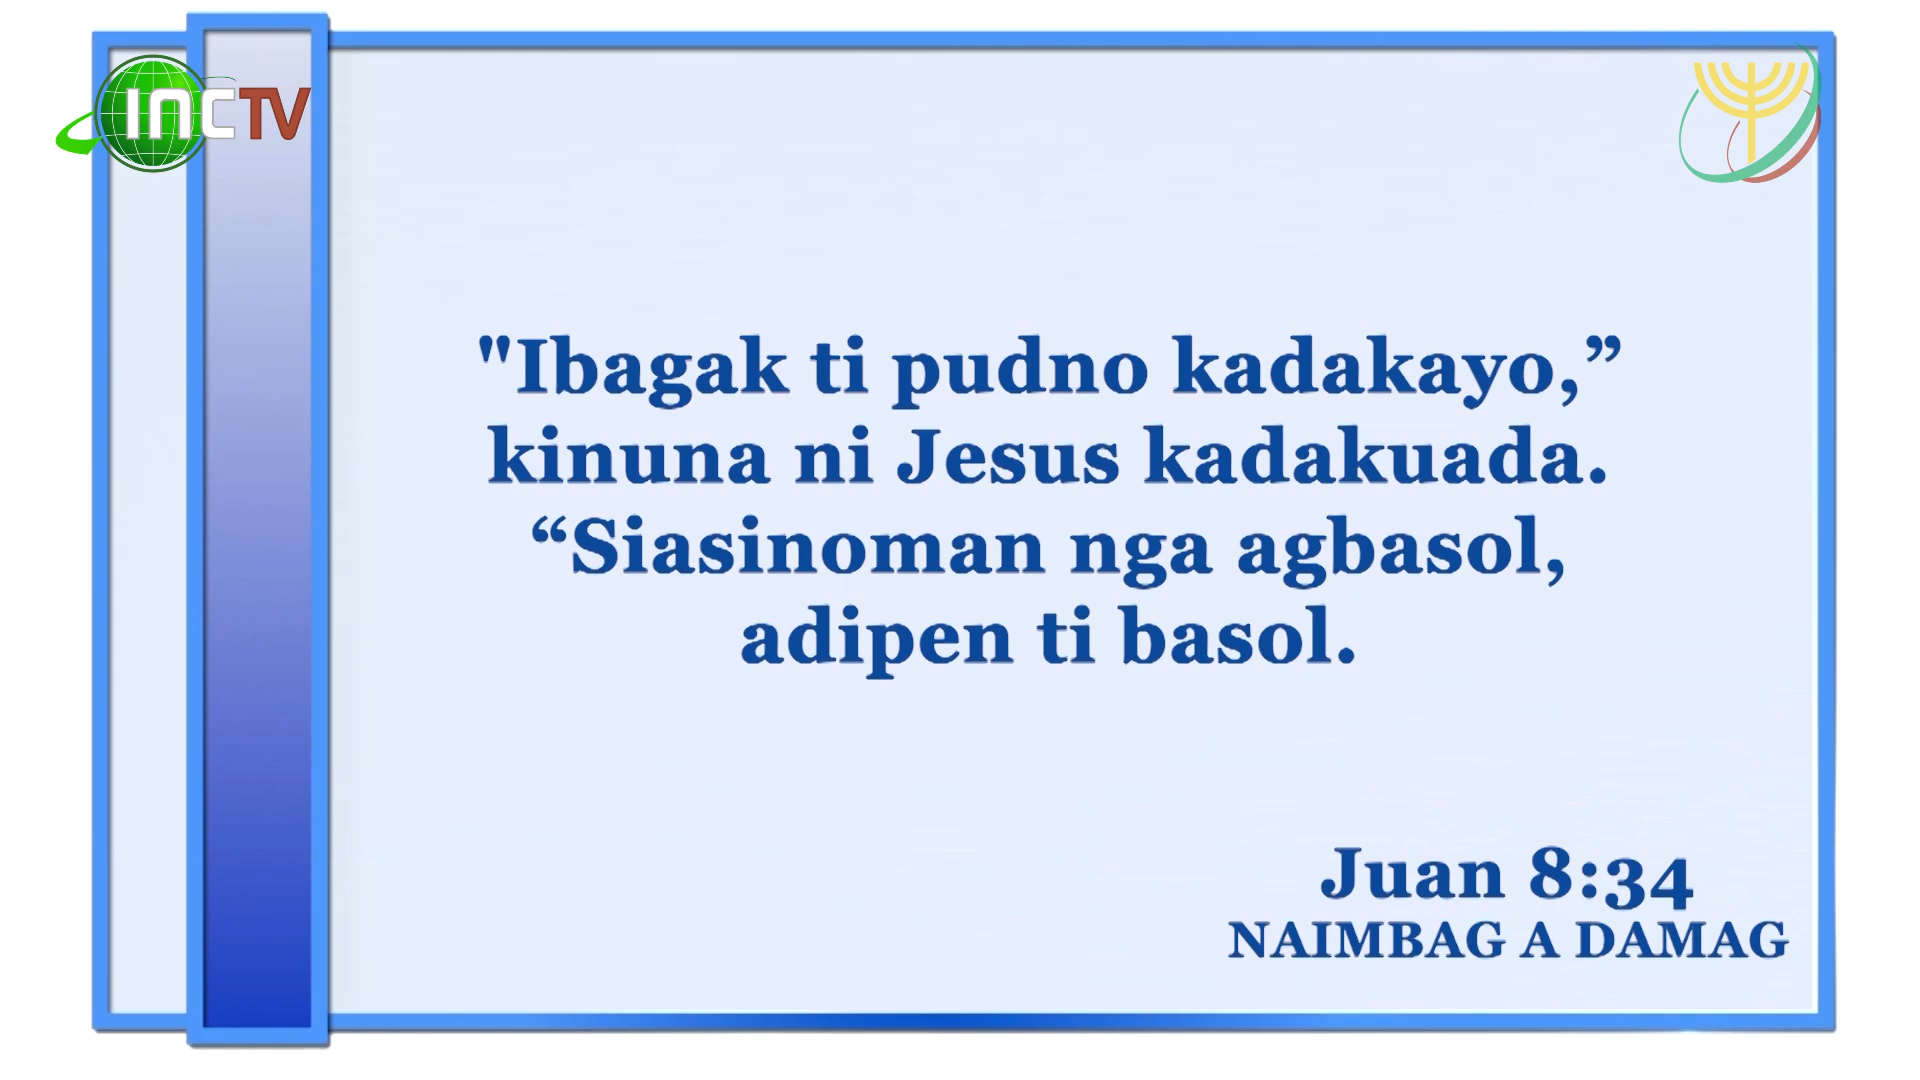 INCTV
"Ibagak ti pudno kadakayo,”
kinuna ni Jesus kadakuada.
“Siasinoman nga agbasol,
adipen ti basol.
Juan 8:34
NAIMBAG A DAMAG